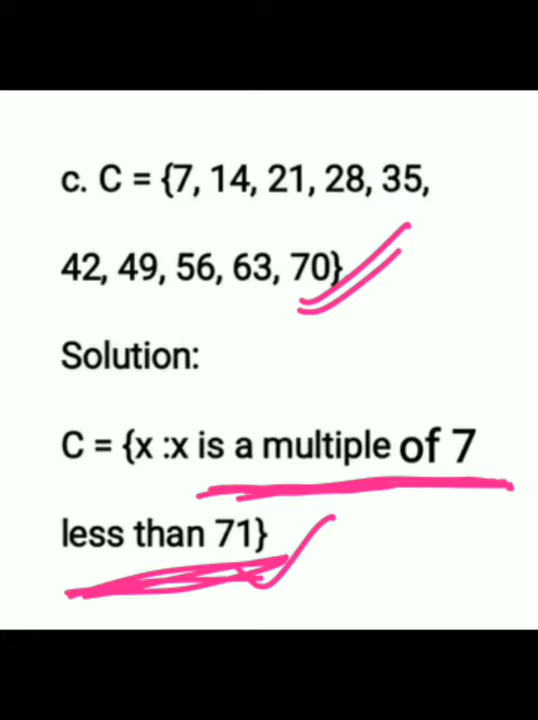 c. C = {7, 14, 21, 28, 35,
42, 49, 56, 63, 70}
Solution:
C = {x :x is a multiple of 7
less than 71}